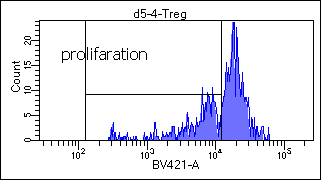 d5-4-Treg
prolifaration
Count
20
15
10
5
0
10²
10³
10⁴
10⁵
BV421-A